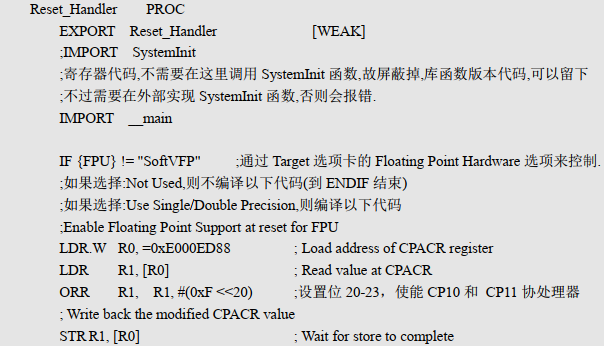 Reset_Handler PROC
EXPORT Reset_Handler [WEAK]
;IMPORT SystemInit
;寄存器代码,不需要在这里调用 SystemInit 函数,故屏蔽掉,库函数版本代码,可以留下
;不过需要在外部实现 SystemInit 函数,否则会报错.
IMPORT __main
IF {FPU} != "SoftVFP" ;通过 Target 选项卡的 Floating Point Hardware 选项来控制.
;如果选择:Not Used,则不编译以下代码(到 ENDIF 结束)
;如果选择:Use Single/Double Precision,则编译以下代码
;Enable Floating Point Support at reset for FPU
LDR.W R0, =0xE000ED88 ; Load address of CPACR register
LDR R1, [R0] ; Read value at CPACR
ORR R1, R1, #(0xF <<20) ;设置位 20-23，使能 CP10 和 CP11 协处理器
; Write back the modified CPACR value
STR R1, [R0] ; Wait for store to complete